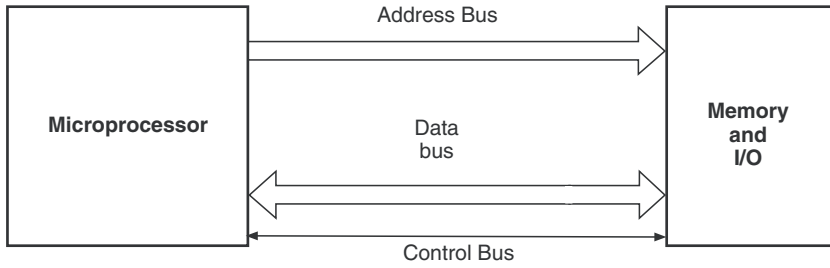 Address Bus
Microprocessor
Data
bus
Memory
and
I/O
Control Bus